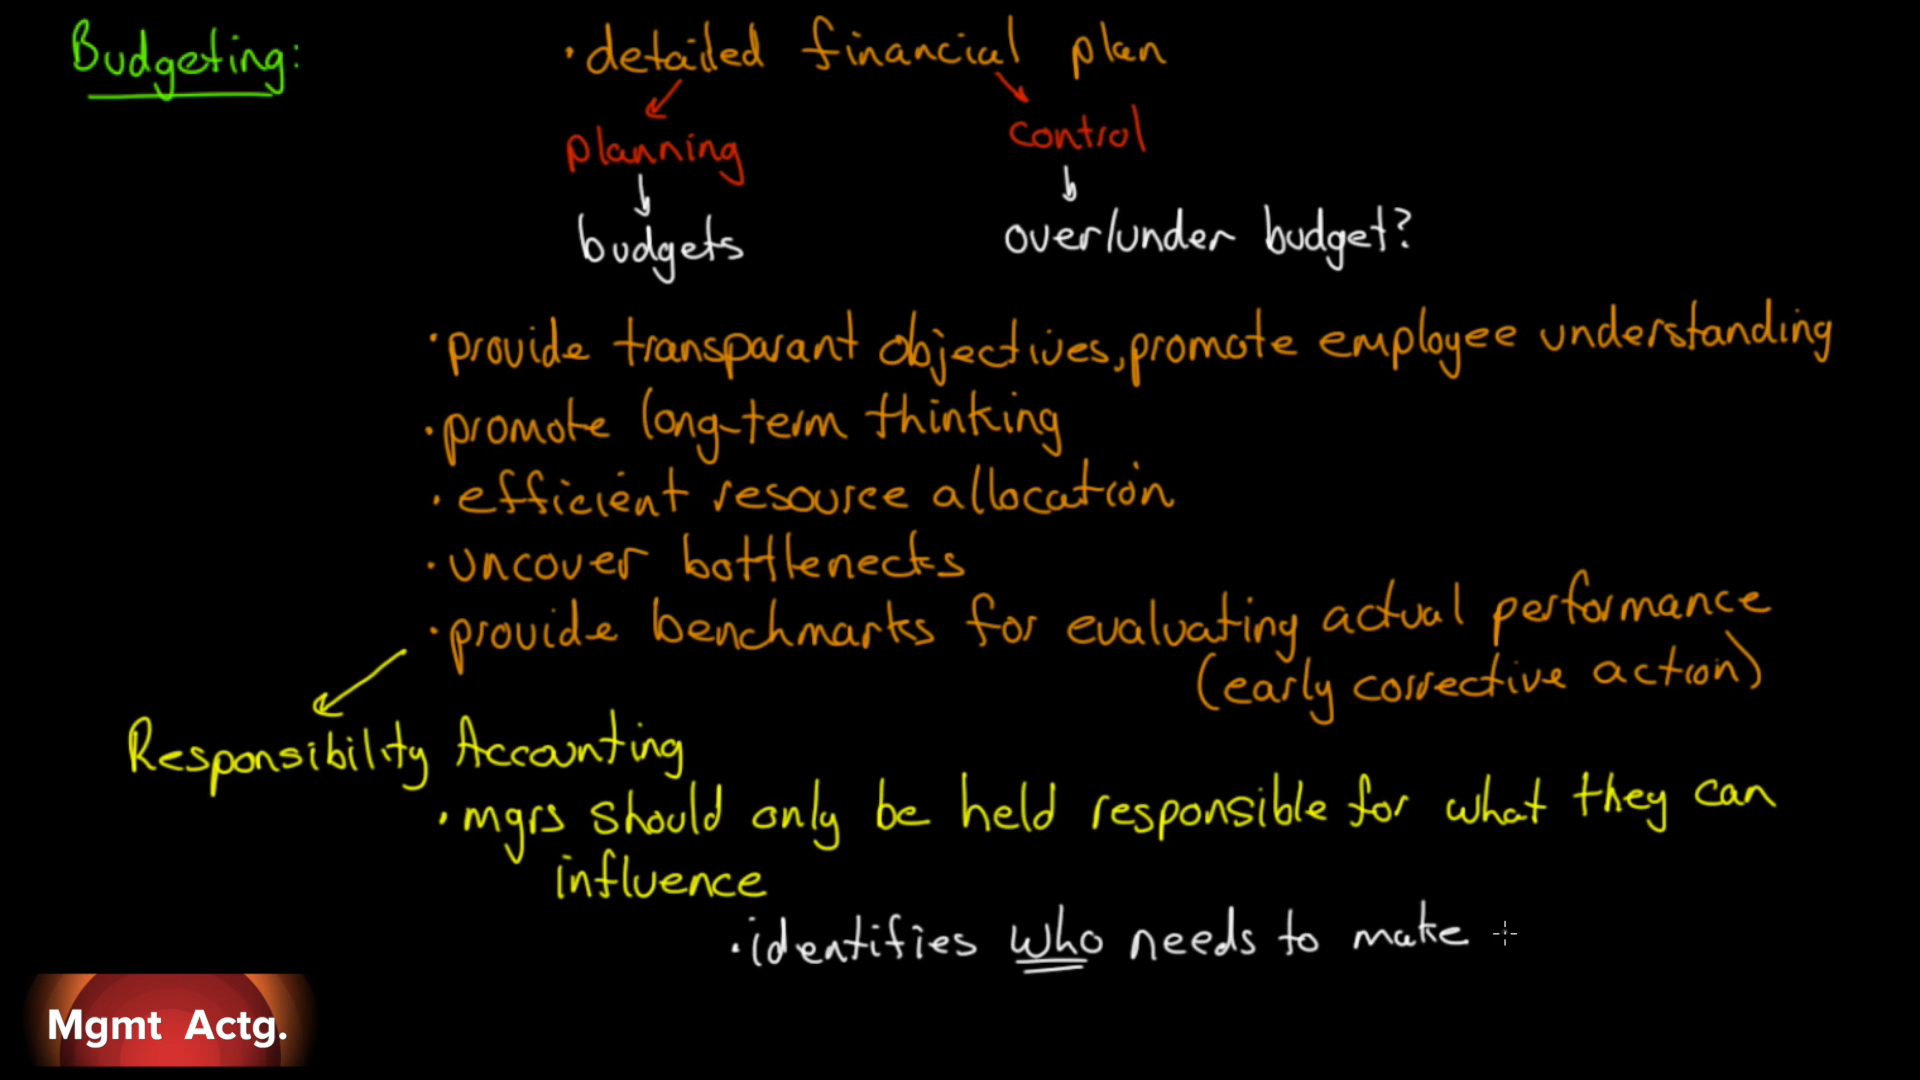 Budgeting: · detailed financial plan
planning control
budgets over/under budget?
· provide transparant objectives, promote employee understanding
· promote long-term thinking
· efficient resource allocation
· uncover bottlenecks
· provide benchmarks for evaluating actual performance
(early corrective action)
Responsibility Accounting
· mgrs should only be held responsible for what they can
influence
· identifies who needs to make
Mgmt Actg.